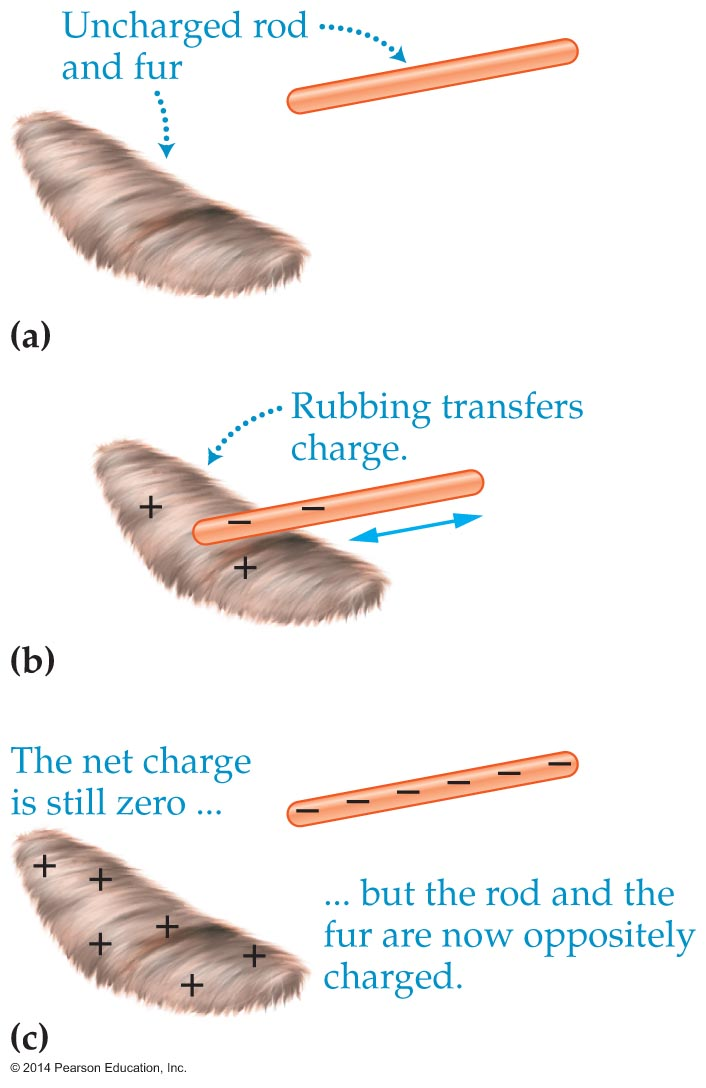 Uncharged rod
and fur
(a)
Rubbing transfers
charge.
+
−
−
+
(b)
The net charge
is still zero ...
− − − − − −
+ + + + + +
... but the rod and the
fur are now oppositely
charged.
(c)
© 2014 Pearson Education, Inc.